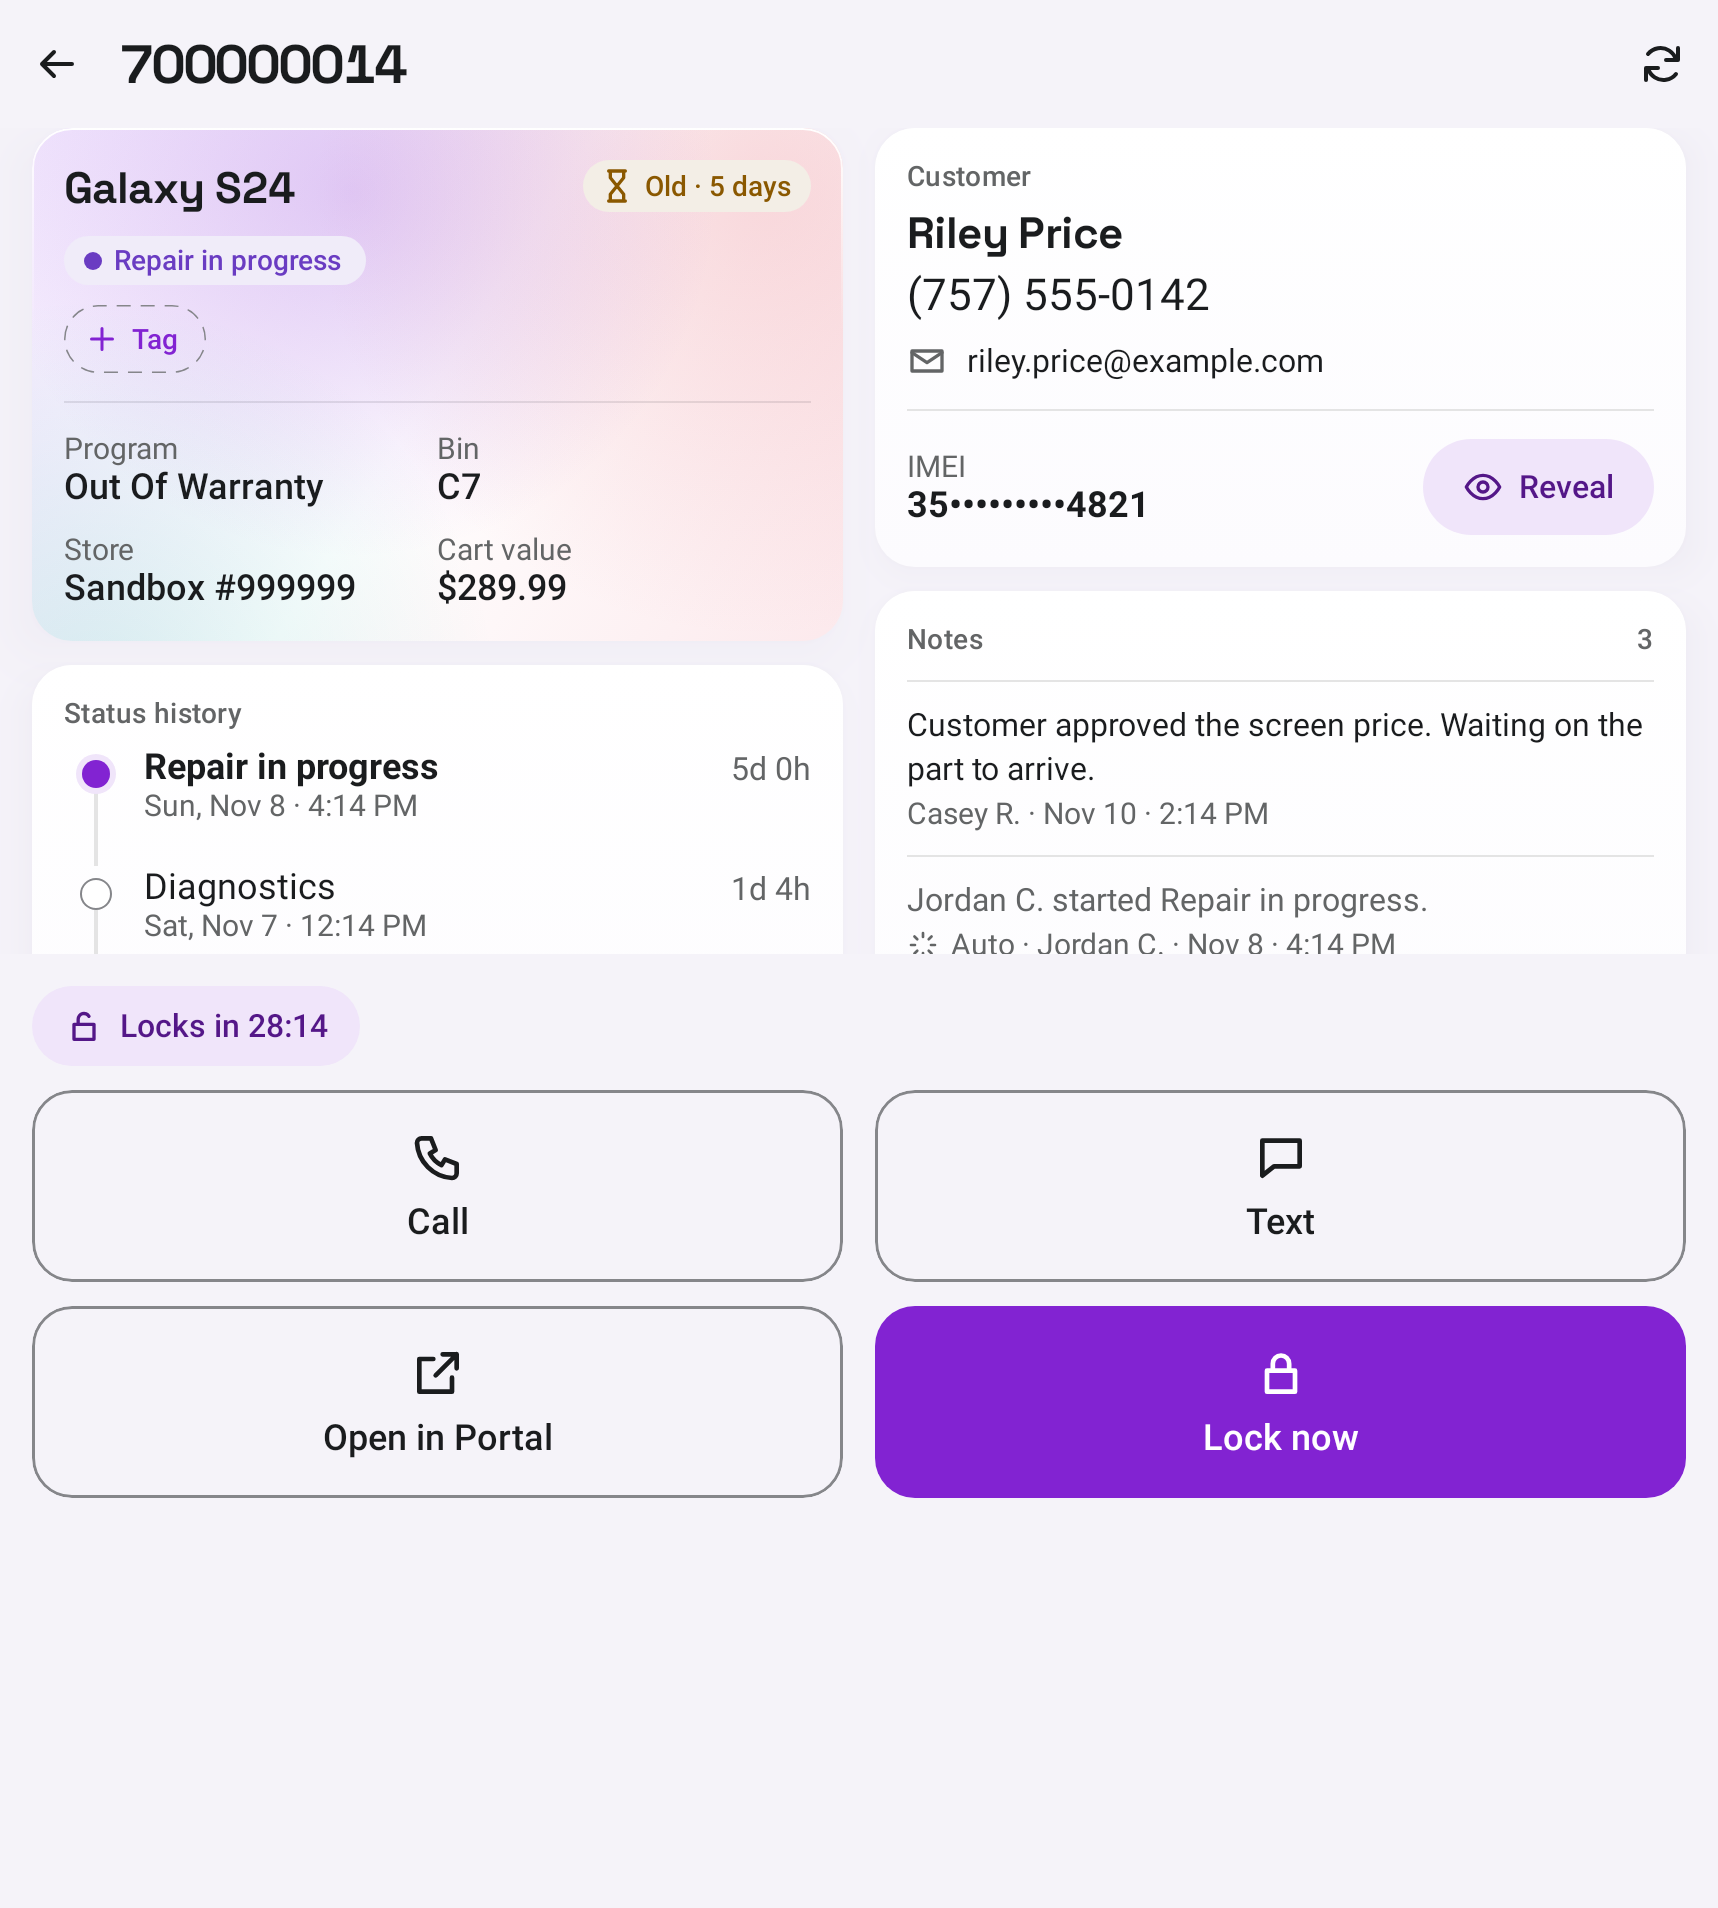 700000014
Galaxy S24
Old · 5 days
Repair in progress
Tag
Program
Out Of Warranty
Bin
C7
Store
Sandbox #999999
Cart value
$289.99
Status history
Repair in progress
5d 0h
Sun, Nov 8 · 4:14 PM
Diagnostics
1d 4h
Sat, Nov 7 · 12:14 PM
Customer
Riley Price
(757) 555-0142
riley.price@example.com
IMEI
35•••••••••4821
Reveal
Notes
3
Customer approved the screen price. Waiting on the
part to arrive.
Casey R. · Nov 10 · 2:14 PM
Jordan C. started Repair in progress.
Auto · Jordan C. · Nov 8 · 4:14 PM
Locks in 28:14
Call
Text
Open in Portal
Lock now